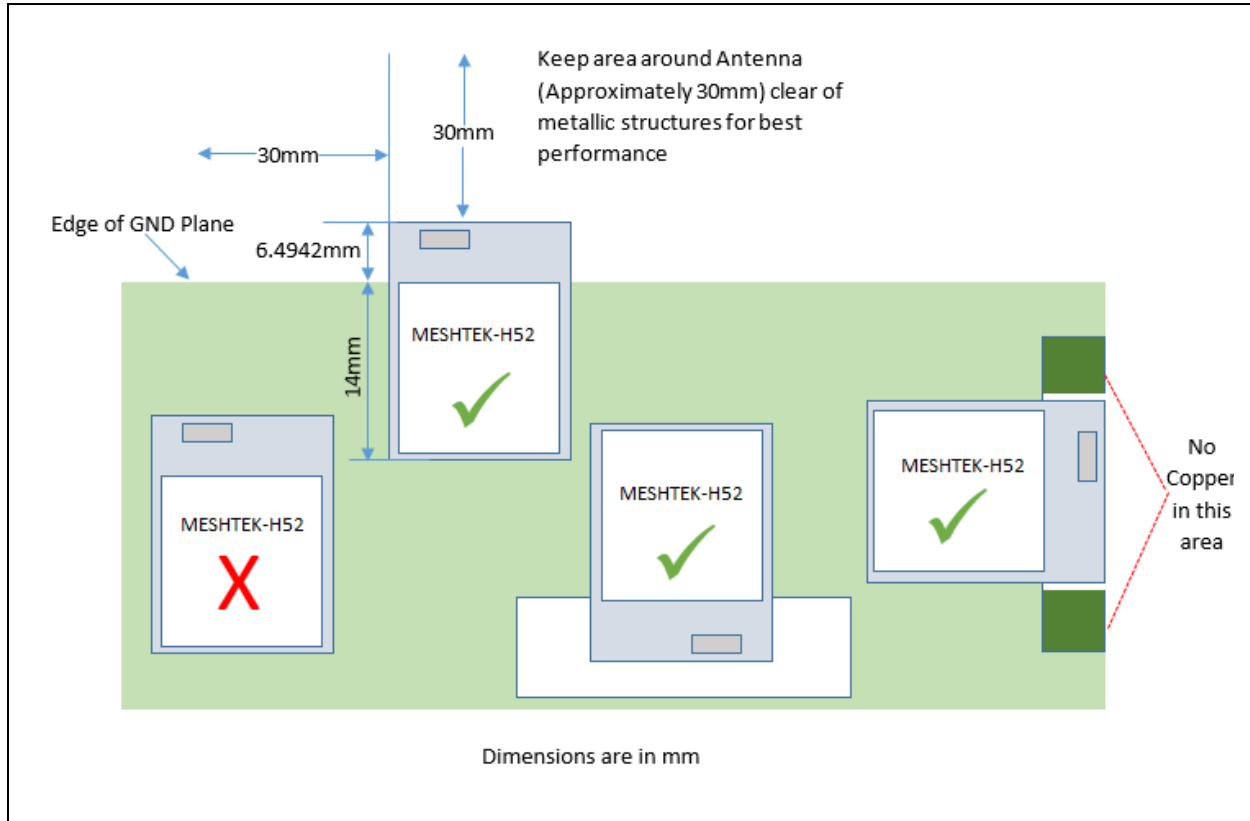 Keep area around Antenna
(Approximately 30mm) clear of
metallic structures for best
performance
30mm
30mm
Edge of GND Plane
6.4942mm
14mm
MESHTEK-H52
MESHTEK-H52
X
MESHTEK-H52
MESHTEK-H52
No
Copper
in this
area
Dimensions are in mm